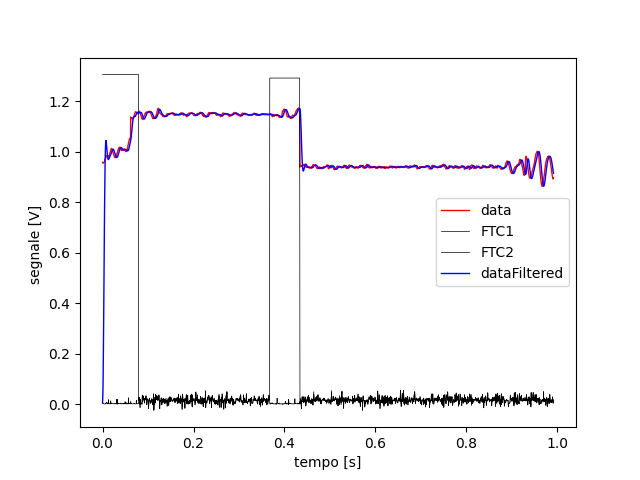 1.2
1.0
0.8
0.6
0.4
0.2
0.0
segnale [V]
data
FTC1
FTC2
dataFiltered
0.0 0.2 0.4 0.6 0.8 1.0
tempo [s]